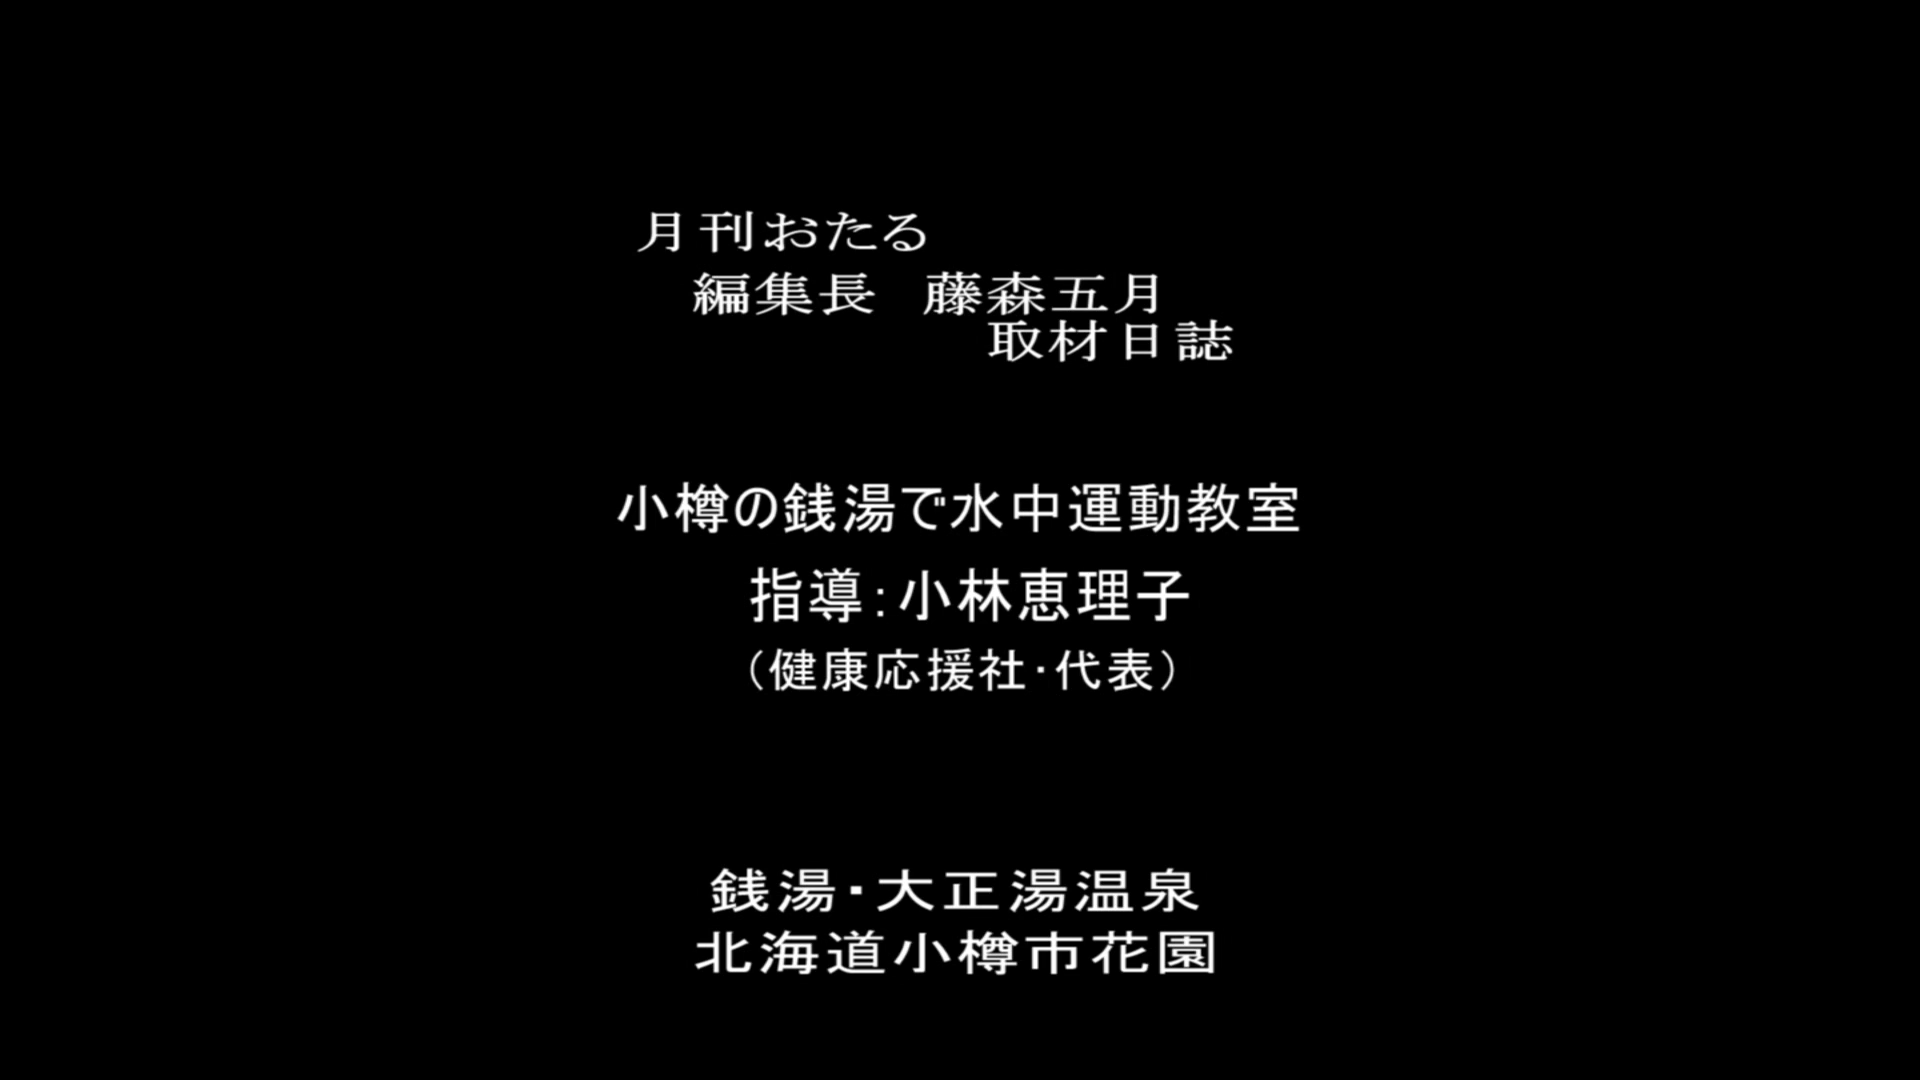 月刊おたる
編集長　藤森五月
取材日誌
小樽の銭湯で水中運動教室
指導：小林恵理子
（健康応援社・代表）
銭湯・大正湯温泉
北海道小樽市花園